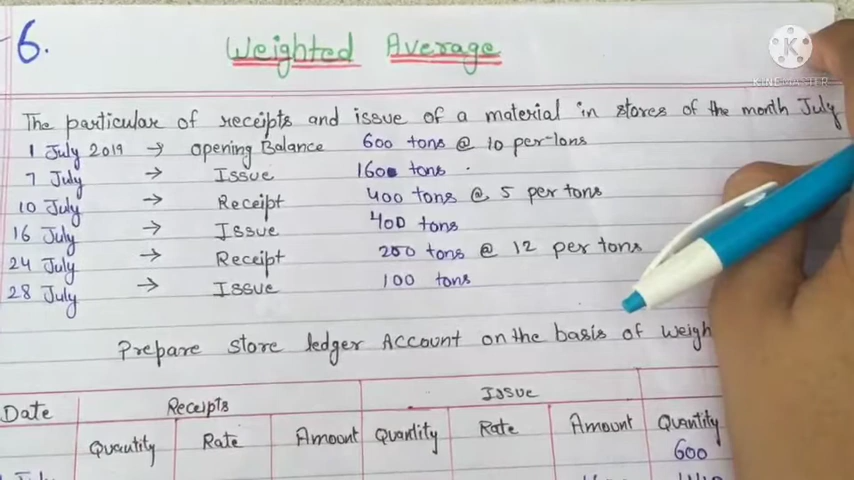 6.
Weighted Average
K
KINEMASTER
The particular of receipts and issue of a material in stores of the month July
1 July 2019 → Opening Balance 600 tons @ 10 per tons
7 July → Issue 160 tons.
10 July → Receipt 400 tons @ 5 per tons
16 July → Issue 400 tons
24 July → Receipt 200 tons @ 12 per tons
28 July → Issue 100 tons
Prepare store ledger Account on the basis of weigh
Receipts Issue
Date Quantity Rate Amount Quantity Rate Amount Quantity
600